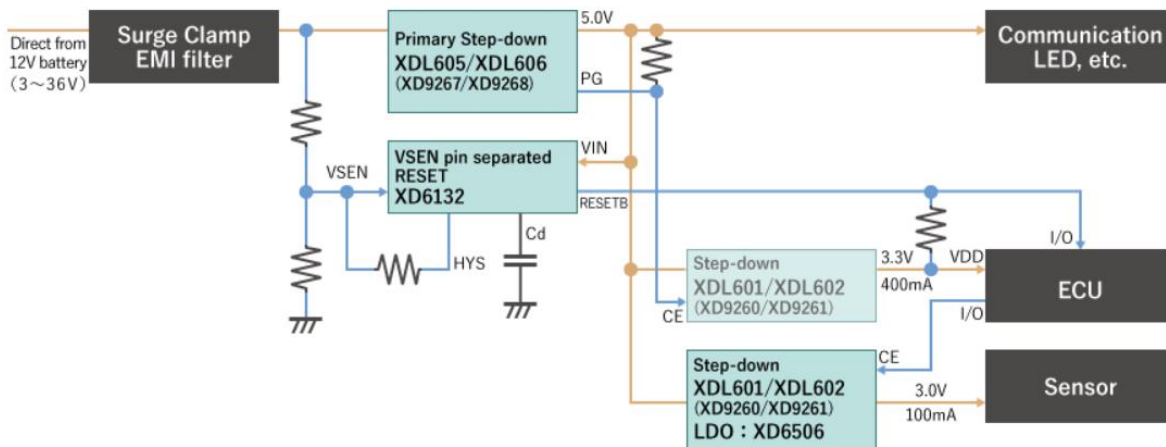 Direct from
12V battery
(3～36V)
Surge Clamp
EMI filter
Primary Step-down
XDL605/XDL606
(XD9267/XD9268)
5.0V
PG
Communication
LED, etc.
VSEN
VSEN pin separated
RESET
XD6132
VIN
RESETB
HYS
Cd
Step-down
XDL601/XDL602
(XD9260/XD9261)
CE
3.3V
400mA
VDD
I/O
I/O
ECU
Step-down
XDL601/XDL602
(XD9260/XD9261)
LDO：XD6506
CE
3.0V
100mA
Sensor